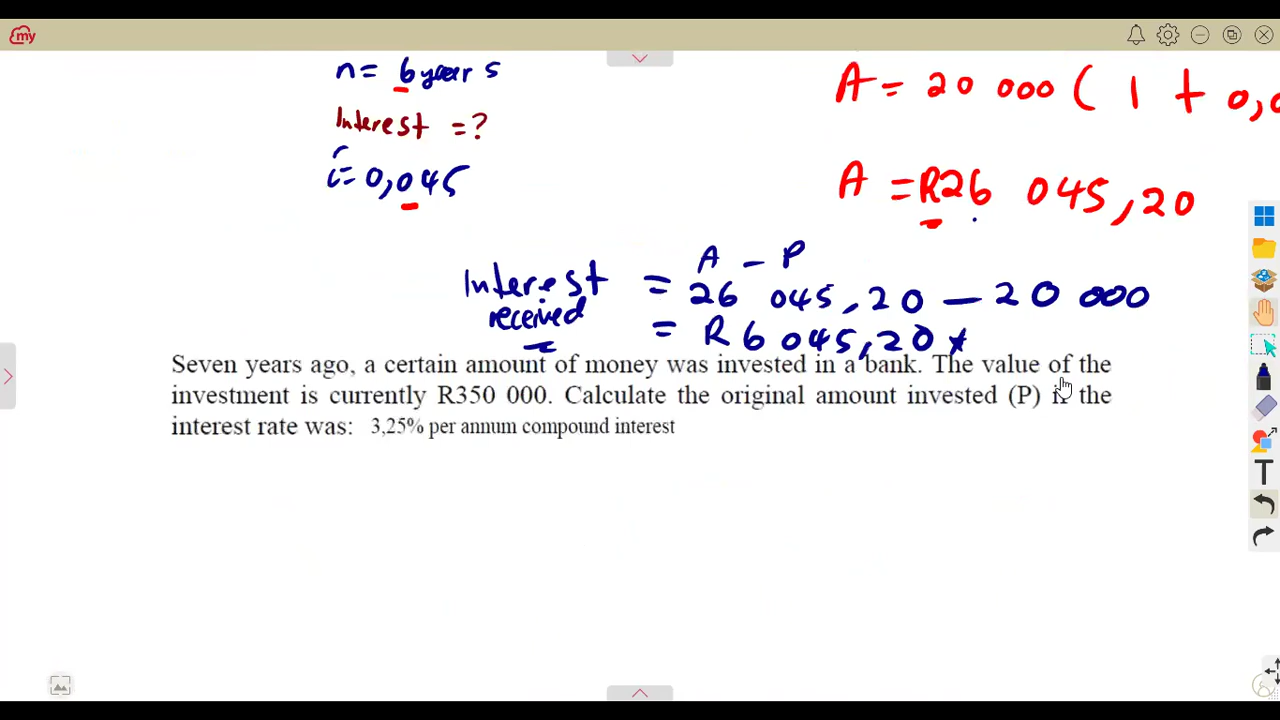 my
n= 6 years
A= 20 000 ( 1 + 0,0
Interest =?
i= 0,045
A =R26 045,20
A - P
Interest = 26 045,20 - 20 000
received = R 6 045,20
Seven years ago, a certain amount of money was invested in a bank. The value of the
investment is currently R350 000. Calculate the original amount invested (P) if the
interest rate was: 3,25% per annum compound interest
T